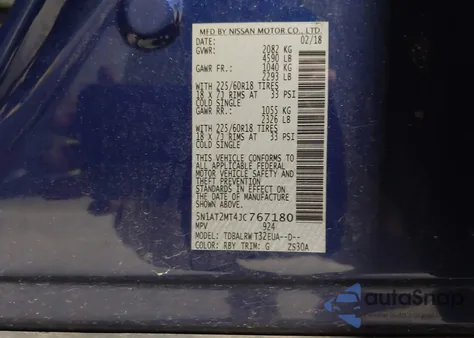 MFD BY NISSAN MOTOR CO., LTD.
DATE: 02/18
GVWR: 2082 KG
4590 LB
GAWR FR.: 1040 KG
2293 LB
WITH 225/60R18 TIRES
18 X 7J RIMS AT 33 PSI
COLD SINGLE
GAWR RR.: 1055 KG
2326 LB
WITH 225/60R18 TIRES
18 X 7J RIMS AT 33 PSI
COLD SINGLE
THIS VEHICLE CONFORMS TO
ALL APPLICABLE FEDERAL
MOTOR VEHICLE SAFETY AND
THEFT PREVENTION
STANDARDS IN EFFECT ON
THE DATE OF MANUFACTURE
SHOWN ABOVE.
5N1AT2MT4JC767180
MPV 924
MODEL: TDBALRWT32EUA--D--
COLOR: RBY TRIM: G ZS30A
autoSnap